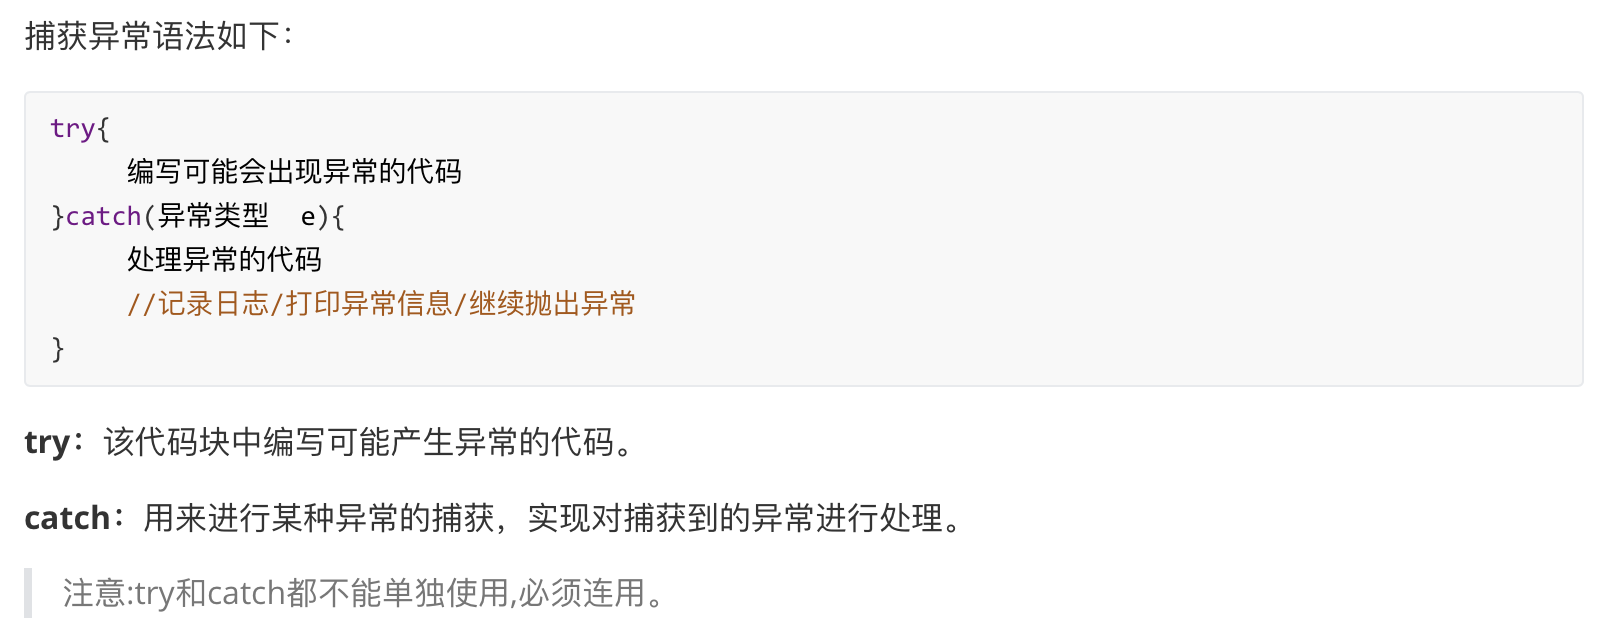 捕获异常语法如下：
try{
     编写可能会出现异常的代码
}catch(异常类型  e){
     处理异常的代码
     //记录日志/打印异常信息/继续抛出异常
}
try：该代码块中编写可能产生异常的代码。
catch：用来进行某种异常的捕获，实现对捕获到的异常进行处理。
注意:try和catch都不能单独使用,必须连用。